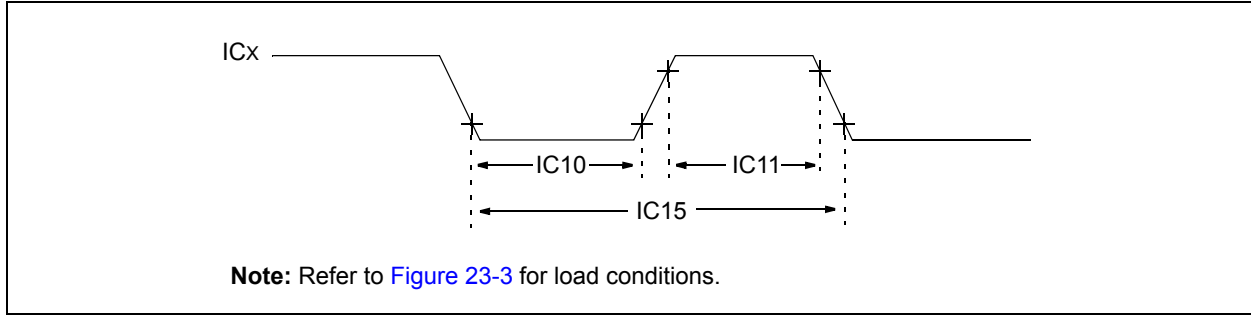 ICx
IC10
IC11
IC15
Note: Refer to Figure 23-3 for load conditions.